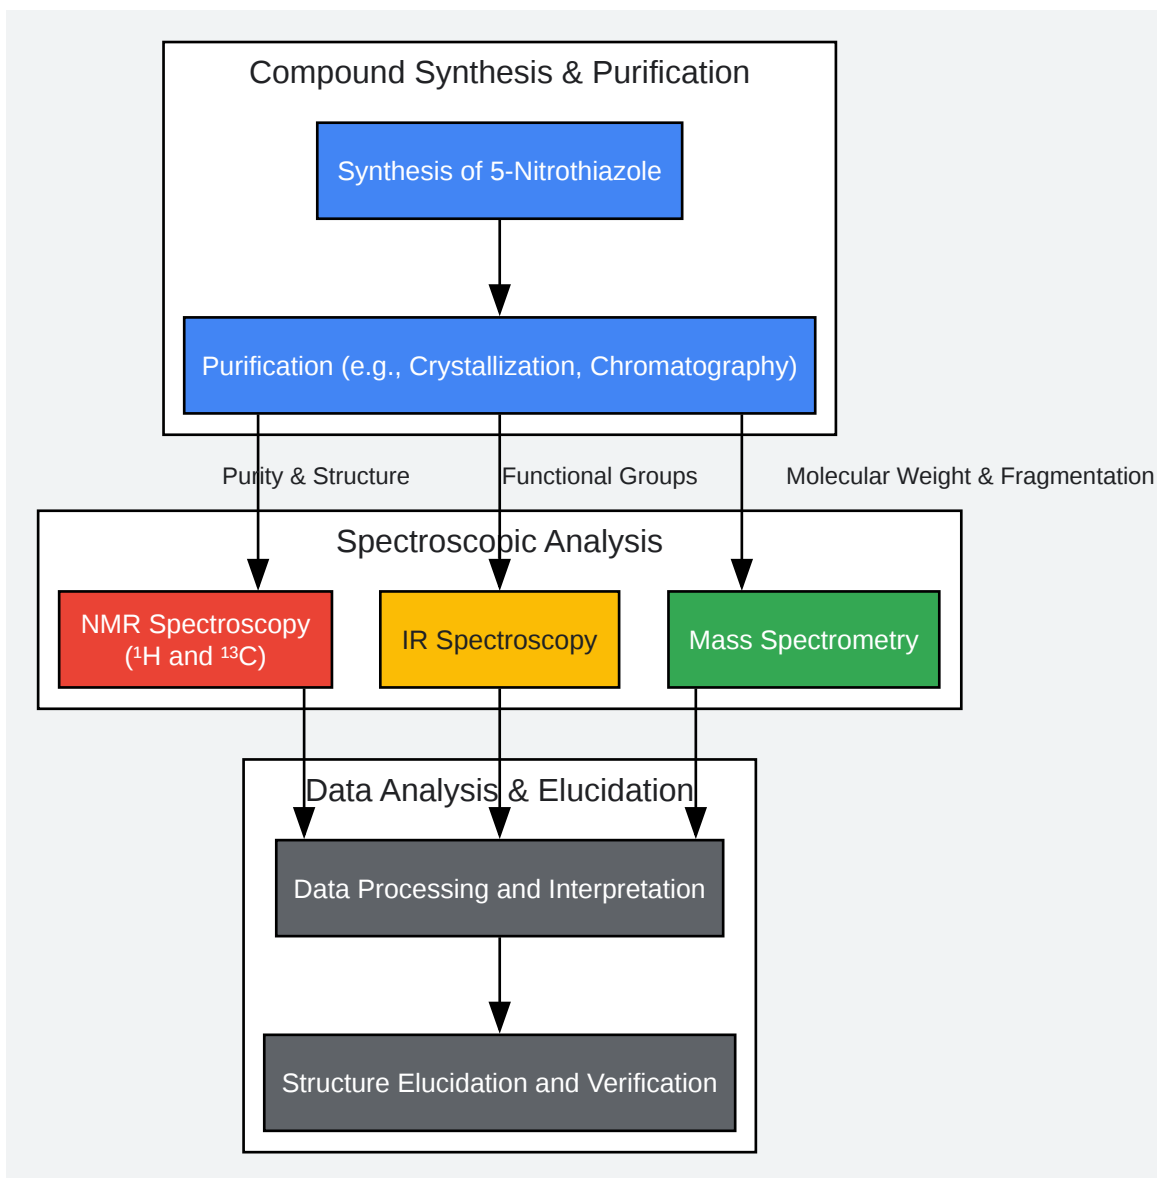 Compound Synthesis & Purification
Synthesis of 5-Nitrothiazole
Purification (e.g., Crystallization, Chromatography)
Purity & Structure
Functional Groups
Molecular Weight & Fragmentation
Spectroscopic Analysis
NMR Spectroscopy
(¹H and ¹³C)
IR Spectroscopy
Mass Spectrometry
Data Analysis & Elucidation
Data Processing and Interpretation
Structure Elucidation and Verification